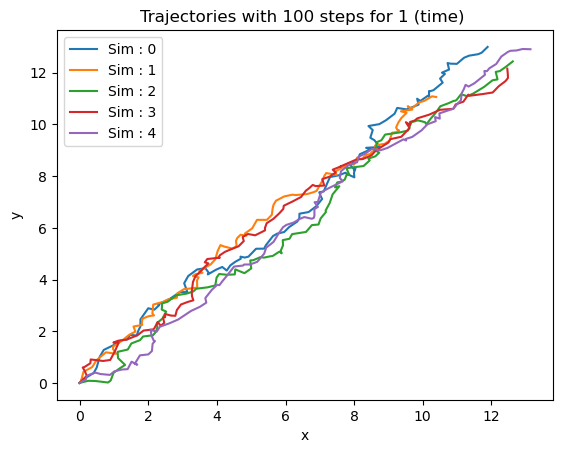 Trajectories with 100 steps for 1 (time)
Sim : 0
Sim : 1
Sim : 2
Sim : 3
Sim : 4
12
10
8
6
4
2
0
y
0 2 4 6 8 10 12
x